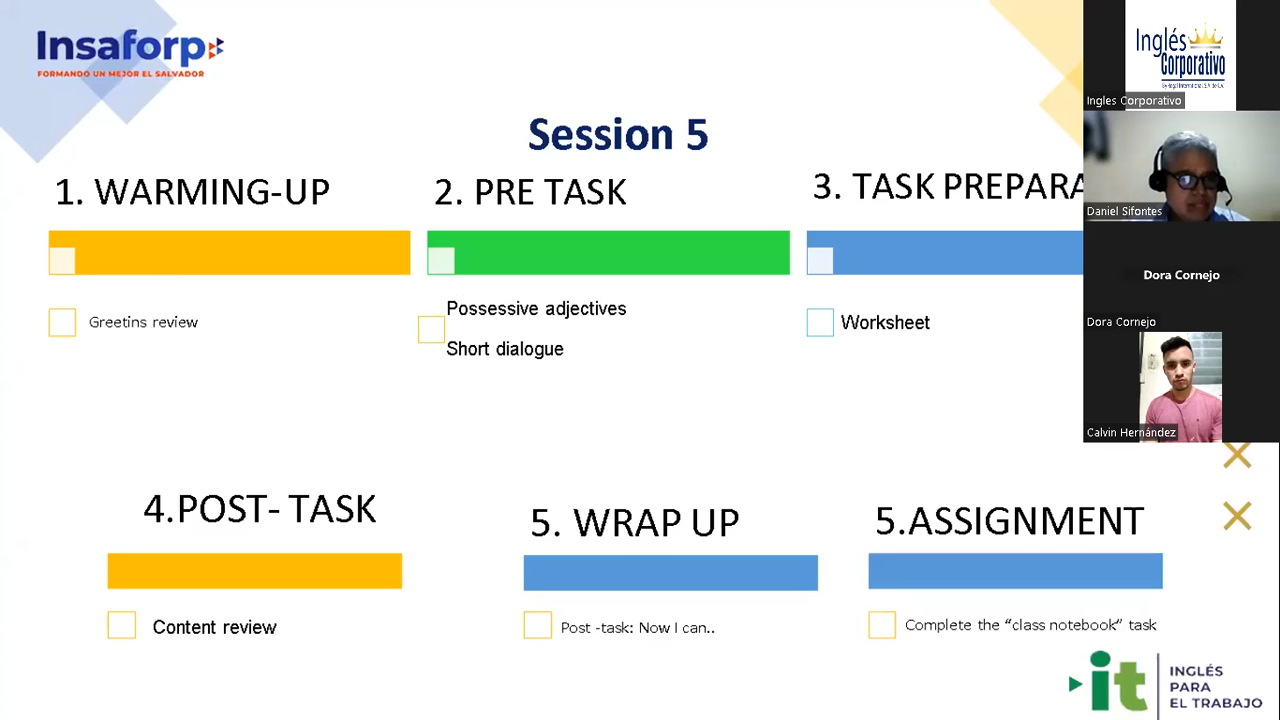 Insaforp
FORMANDO UN MEJOR EL SALVADOR
Session 5
1. WARMING-UP
Greetins review
2. PRE TASK
Possessive adjectives
Short dialogue
3. TASK PREPARA
Worksheet
4.POST- TASK
Content review
5. WRAP UP
Post -task: Now I can..
5.ASSIGNMENT
Complete the “class notebook” task
it
INGLÉS
PARA
EL TRABAJO
Inglés
Corporativo
Ingles Corporativo
Daniel Sifontes
Dora Cornejo
Dora Cornejo
Calvin Hernández